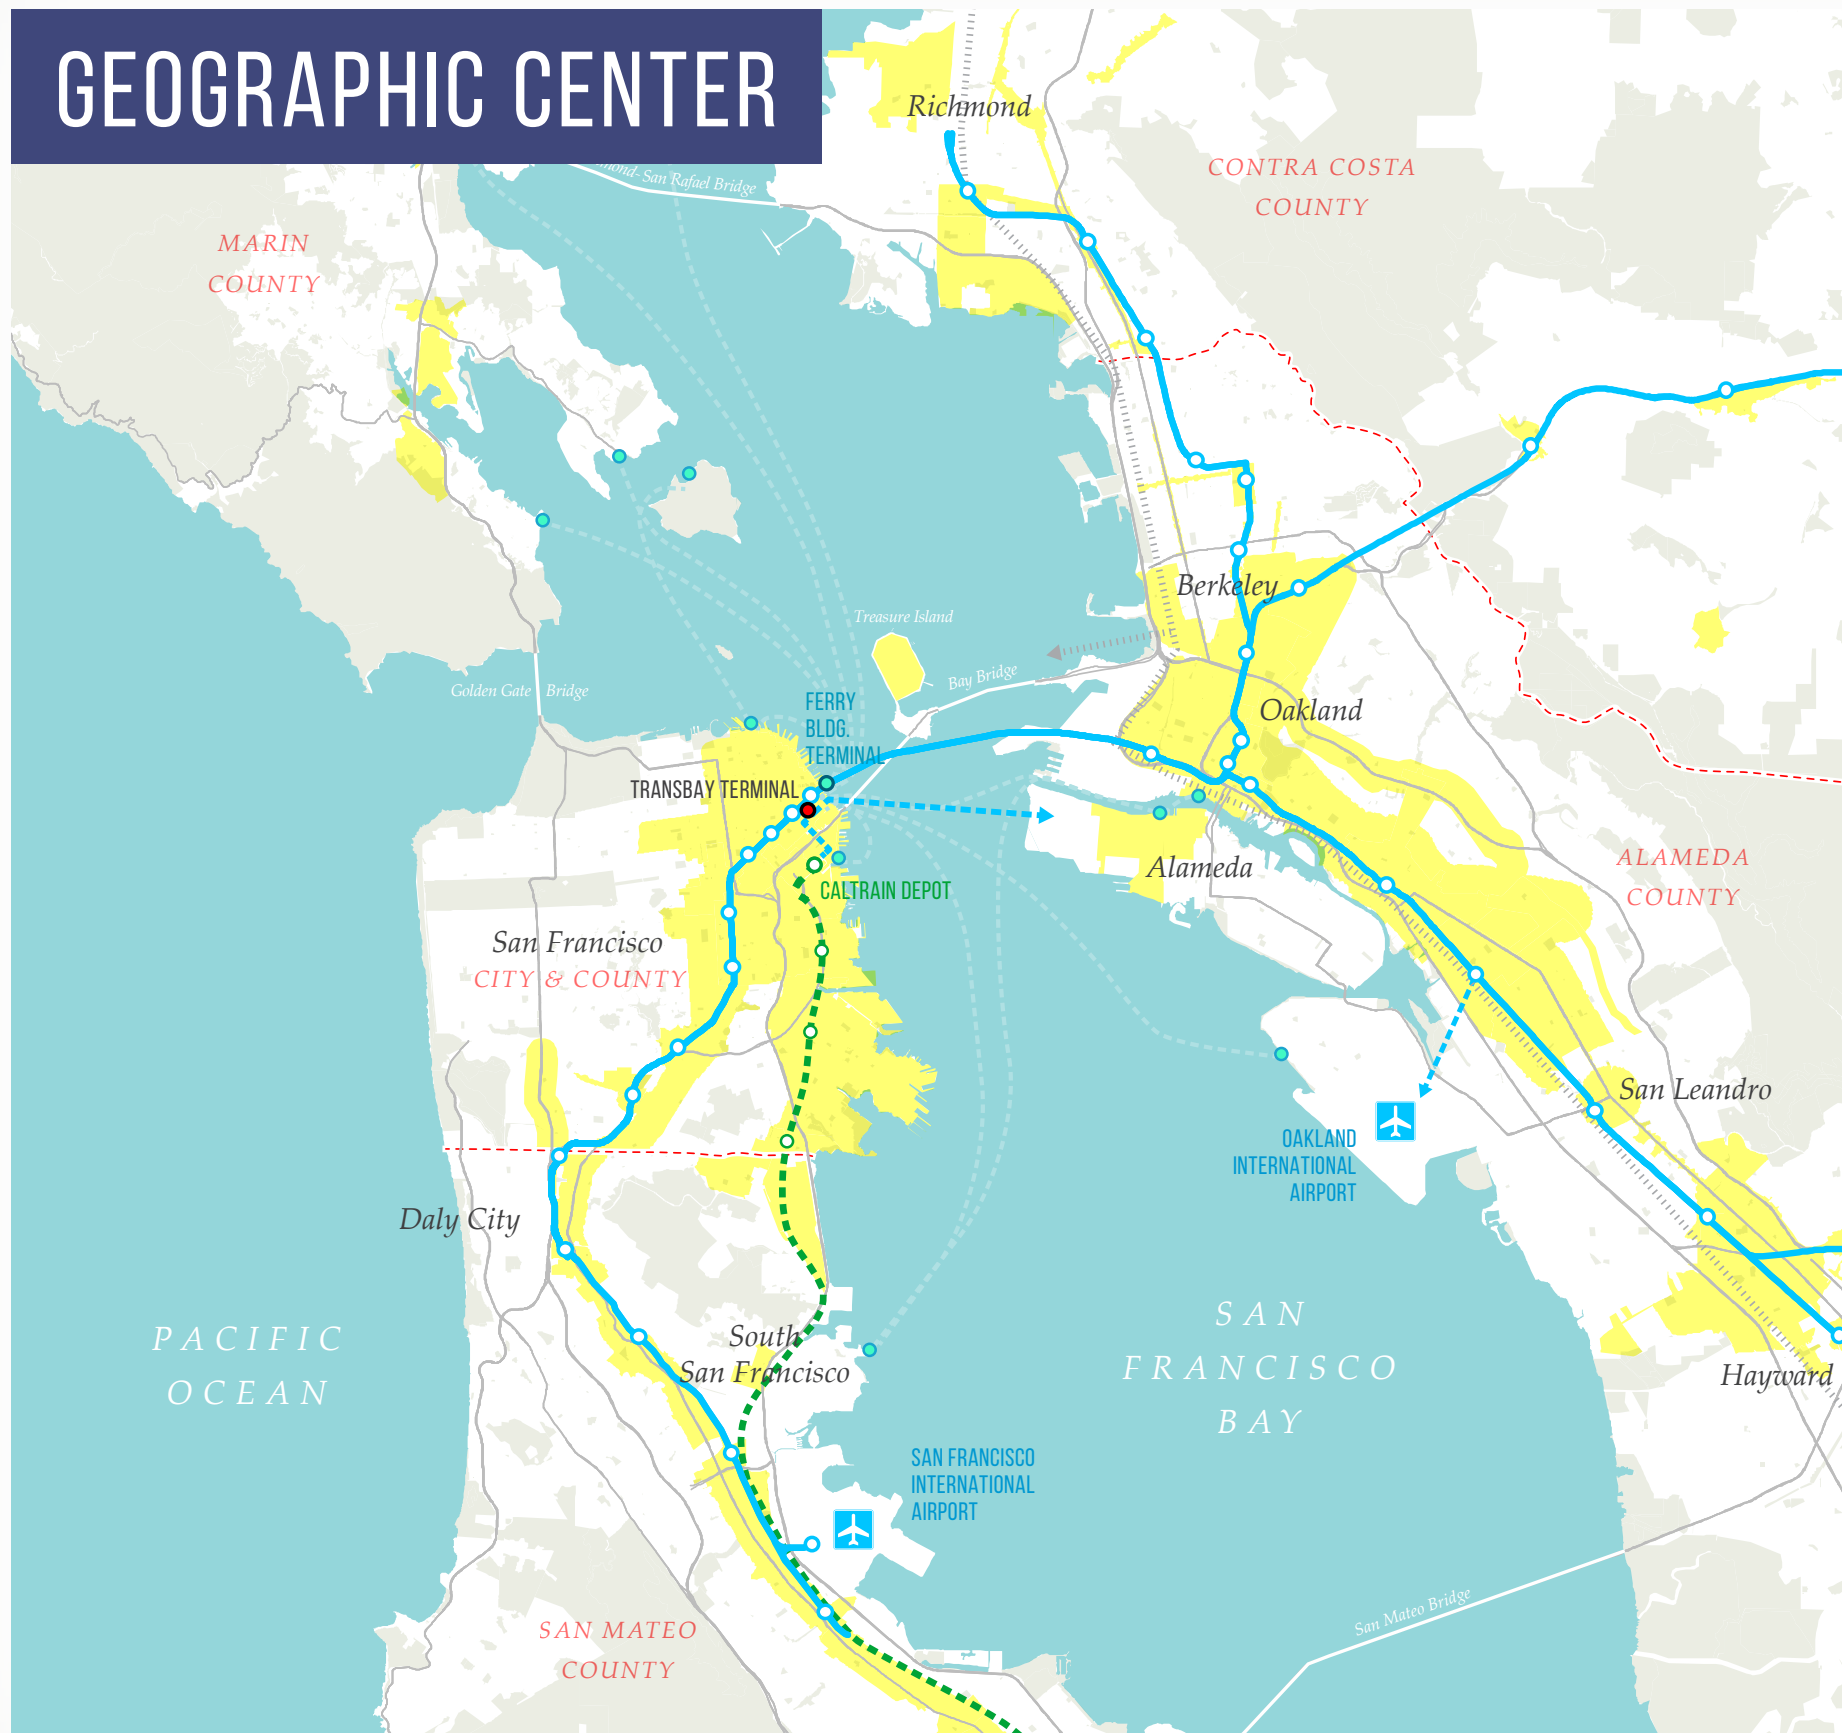 GEOGRAPHIC CENTER
Richmond
CONTRA COSTA
COUNTY
San Rafael Bridge
MARIN
COUNTY
Berkeley
Treasure Island
Bay Bridge
Golden Gate Bridge
FERRY
BLDG.
TERMINAL
Oakland
TRANSBAY TERMINAL
Alameda
ALAMEDA
COUNTY
CALTRAIN DEPOT
San Francisco
CITY & COUNTY
San Leandro
OAKLAND
INTERNATIONAL
AIRPORT
Daly City
PACIFIC
OCEAN
South
San Francisco
SAN
FRANCISCO
BAY
Hayward
SAN FRANCISCO
INTERNATIONAL
AIRPORT
San Mateo Bridge
SAN MATEO
COUNTY